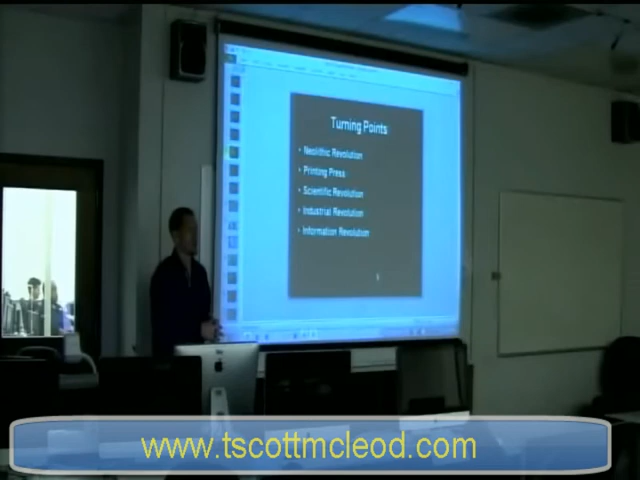 Turning Points
• Neolithic Revolution
• Printing Press
• Scientific Revolution
• Industrial Revolution
• Information Revolution
www.tscottmcleod.com